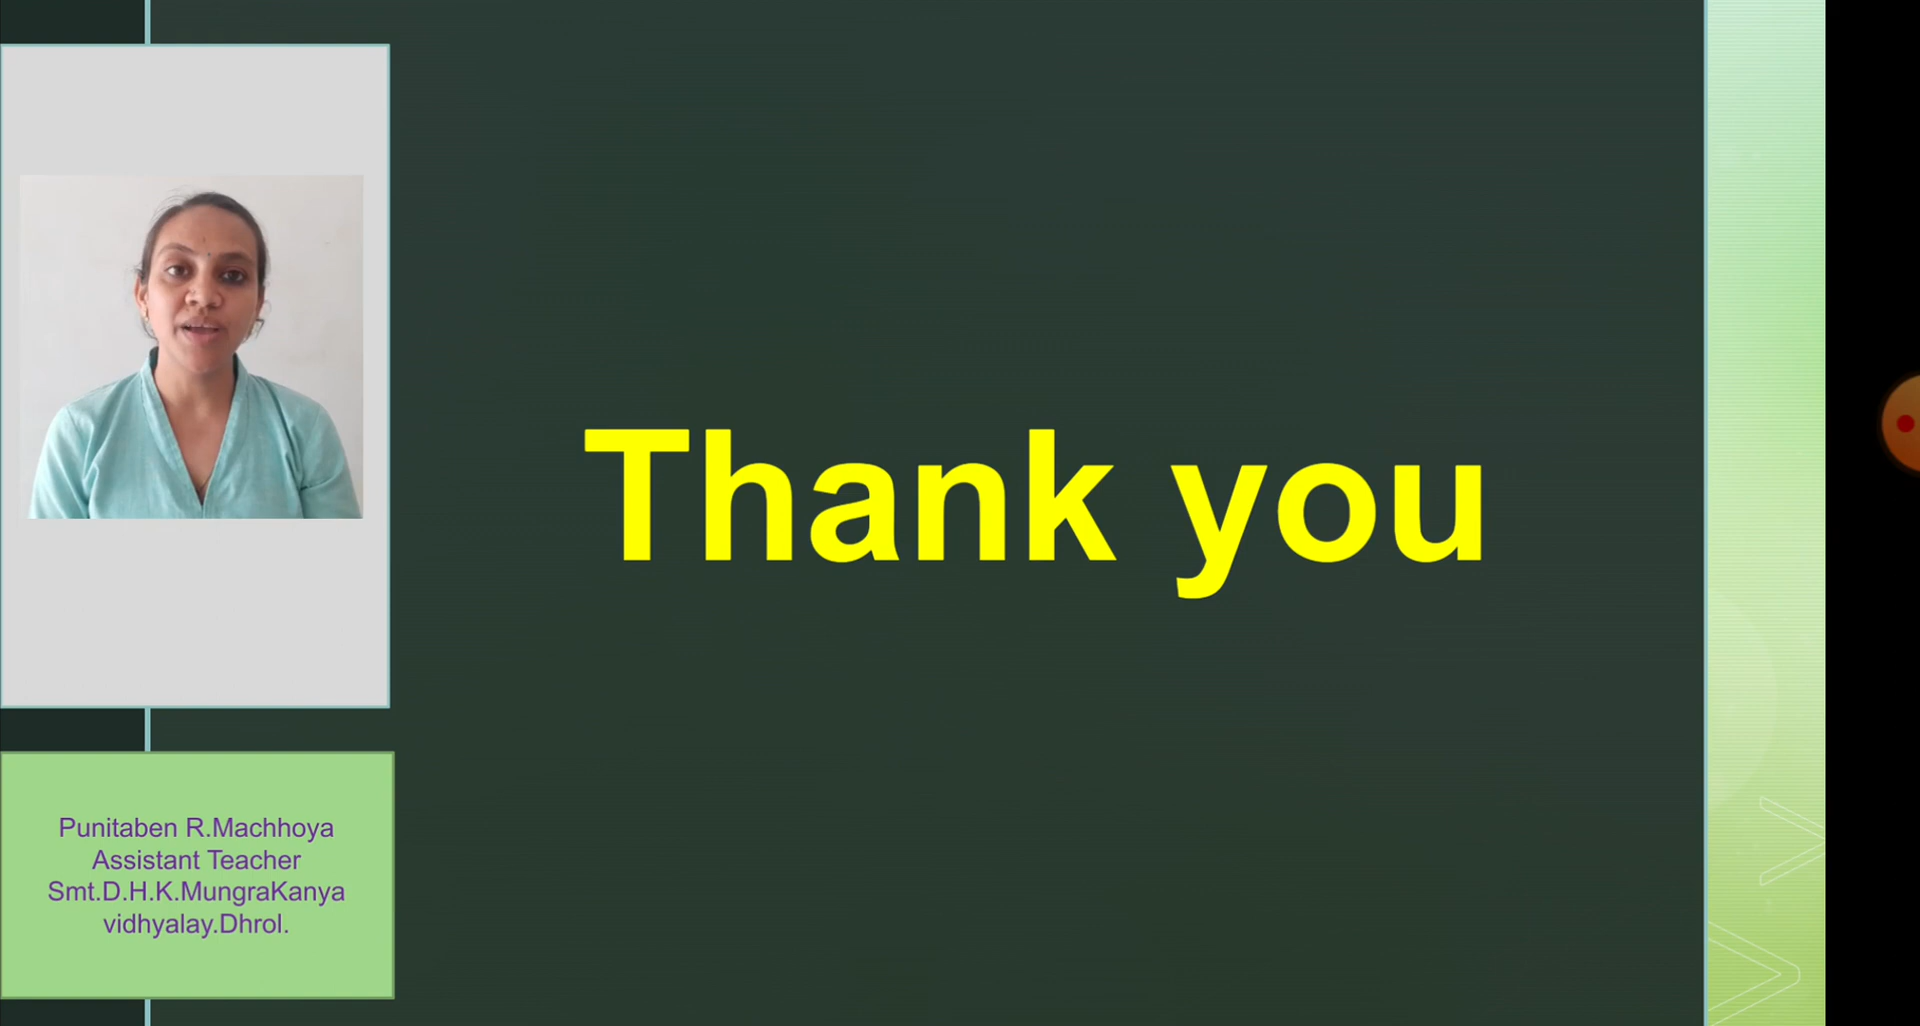 Thank you
Punitaben R.Machhoya
Assistant Teacher
Smt.D.H.K.MungraKanya
vidhyalay.Dhrol.